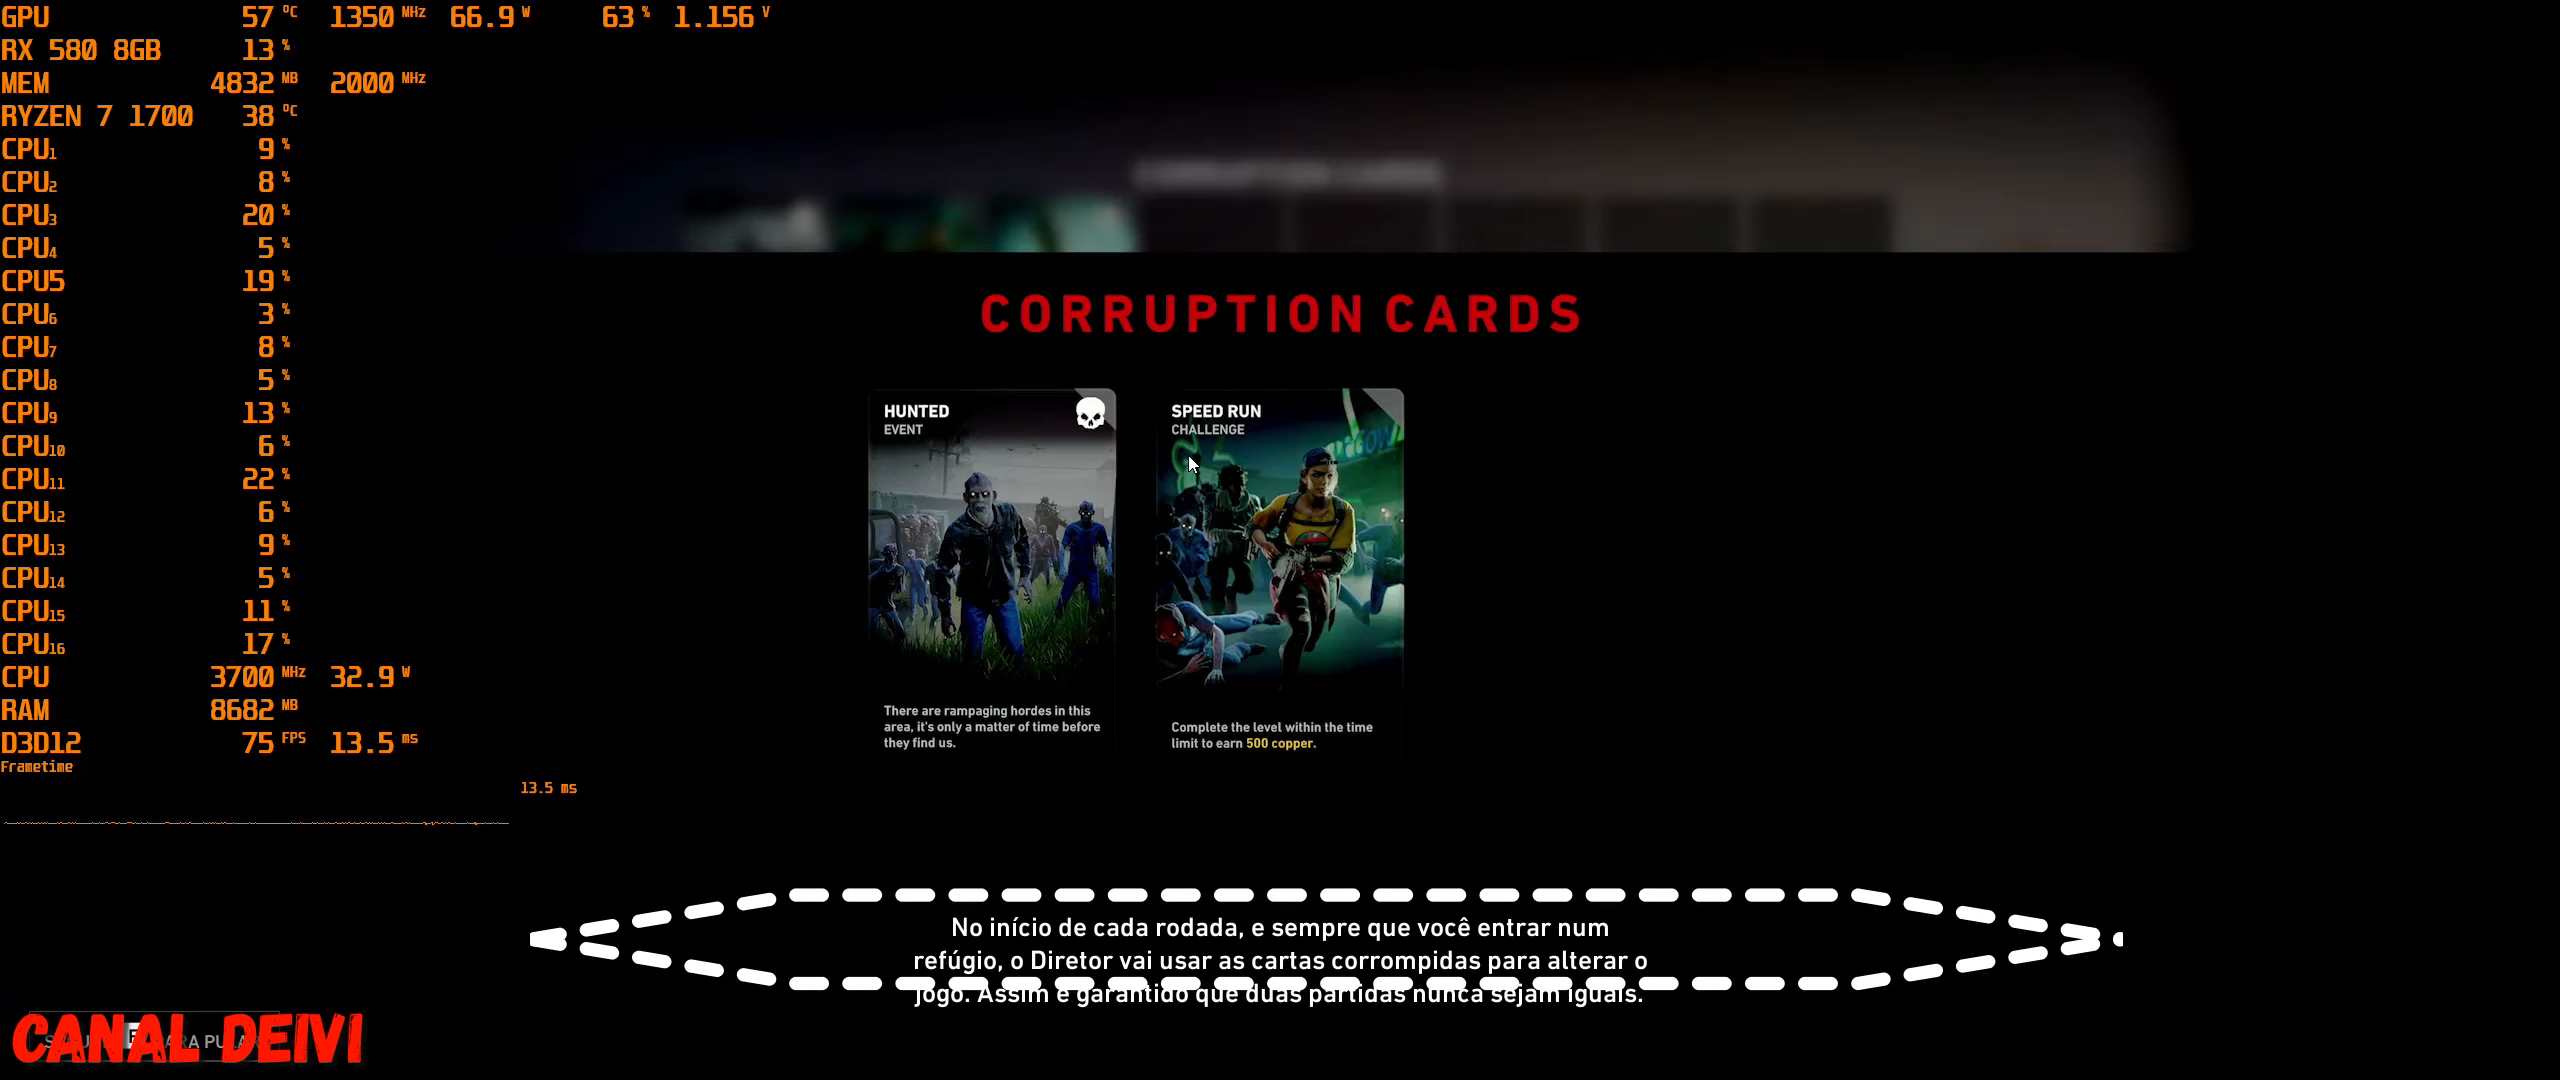 GPU 57 °C 1350 MHz 66.9 W 63 % 1.156 V
RX 580 8GB 13 %
MEM 4832 MB 2000 MHz
RYZEN 7 1700 38 °C
CPU1 9 %
CPU2 8 %
CPU3 20 %
CPU4 5 %
CPU5 19 %
CPU6 3 %
CPU7 8 %
CPU8 5 %
CPU9 13 %
CPU10 6 %
CPU11 22 %
CPU12 6 %
CPU13 9 %
CPU14 5 %
CPU15 11 %
CPU16 17 %
CPU 3700 MHz 32.9 W
RAM 8682 MB
D3D12 75 FPS 13.5 ms
Frametime
13.5 ms
CORRUPTION CARDS
CORRUPTION CARDS
HUNTED
EVENT
There are rampaging hordes in this
area, it's only a matter of time before
they find us.
SPEED RUN
CHALLENGE
Complete the level within the time
limit to earn 500 copper.
No início de cada rodada, e sempre que você entrar num
refúgio, o Diretor vai usar as cartas corrompidas para alterar o
jogo. Assim é garantido que duas partidas nunca sejam iguais.
CANAL DEIVI